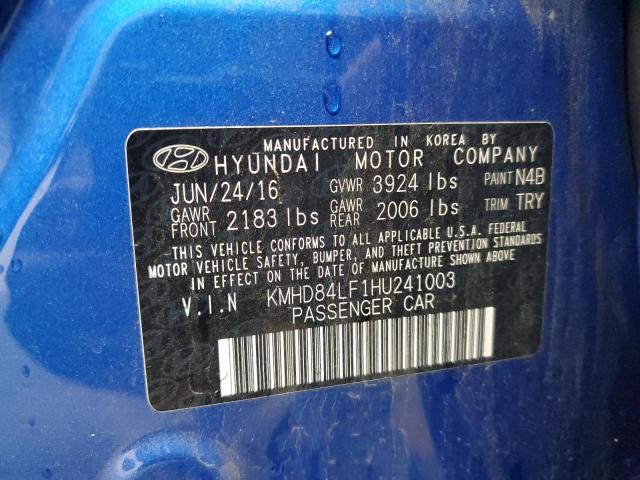 MANUFACTURED IN KOREA BY
HYUNDAI MOTOR COMPANY
JUN/24/16 GVWR 3924 lbs PAINT N4B
GAWR FRONT 2183 lbs GAWR REAR 2006 lbs TRIM TRY
THIS VEHICLE CONFORMS TO ALL APPLICABLE U.S.A. FEDERAL
MOTOR VEHICLE SAFETY, BUMPER, AND THEFT PREVENTION STANDARDS
IN EFFECT ON THE DATE OF MANUFACTURE SHOWN ABOVE.
V.I.N KMHD84LF1HU241003
PASSENGER CAR